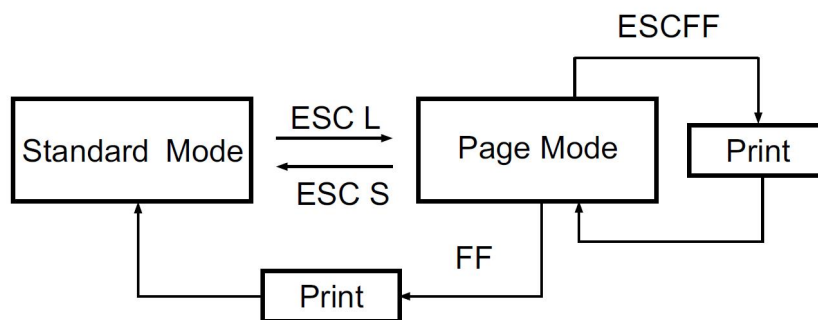 ESCFF
ESC L
Standard Mode
Page Mode
Print
ESC S
FF
Print